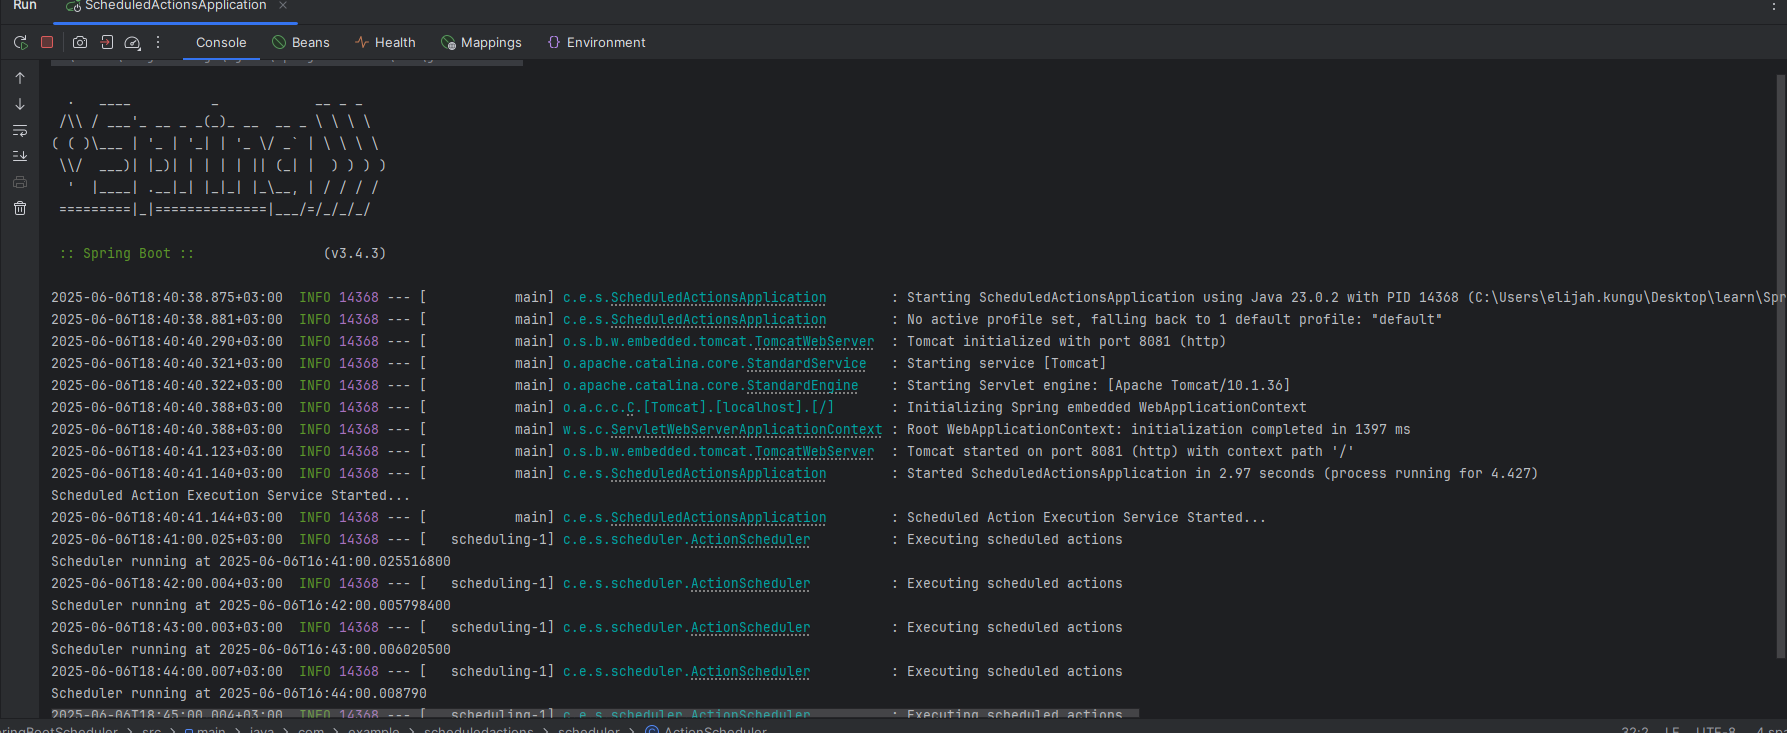 Run ScheduledActionsApplication
Console Beans Health Mappings Environment
  .   ____          _            __ _ _
 /\\ / ___'_ __ _ _(_)_ __  __ _ \ \ \ \
( ( )\___ | '_ | '_| | '_ \/ _` | \ \ \ \
 \\/  ___)| |_)| | | | | || (_| |  ) ) ) )
  '  |____| .__|_| |_|_| |_\__, | / / / /
 =========|_|==============|___/=/_/_/_/
 :: Spring Boot ::                (v3.4.3)
2025-06-06T18:40:38.875+03:00  INFO 14368 --- [           main] c.e.s.ScheduledActionsApplication        : Starting ScheduledActionsApplication using Java 23.0.2 with PID 14368 (C:\Users\elijah.kungu\Desktop\learn\Spr
2025-06-06T18:40:38.881+03:00  INFO 14368 --- [           main] c.e.s.ScheduledActionsApplication        : No active profile set, falling back to 1 default profile: "default"
2025-06-06T18:40:40.290+03:00  INFO 14368 --- [           main] o.s.b.w.embedded.tomcat.TomcatWebServer  : Tomcat initialized with port 8081 (http)
2025-06-06T18:40:40.321+03:00  INFO 14368 --- [           main] o.apache.catalina.core.StandardService   : Starting service [Tomcat]
2025-06-06T18:40:40.322+03:00  INFO 14368 --- [           main] o.apache.catalina.core.StandardEngine    : Starting Servlet engine: [Apache Tomcat/10.1.36]
2025-06-06T18:40:40.388+03:00  INFO 14368 --- [           main] o.a.c.c.C.[Tomcat].[localhost].[/]       : Initializing Spring embedded WebApplicationContext
2025-06-06T18:40:40.388+03:00  INFO 14368 --- [           main] w.s.c.ServletWebServerApplicationContext : Root WebApplicationContext: initialization completed in 1397 ms
2025-06-06T18:40:41.123+03:00  INFO 14368 --- [           main] o.s.b.w.embedded.tomcat.TomcatWebServer  : Tomcat started on port 8081 (http) with context path '/'
2025-06-06T18:40:41.140+03:00  INFO 14368 --- [           main] c.e.s.ScheduledActionsApplication        : Started ScheduledActionsApplication in 2.97 seconds (process running for 4.427)
Scheduled Action Execution Service Started...
2025-06-06T18:40:41.144+03:00  INFO 14368 --- [           main] c.e.s.ScheduledActionsApplication        : Scheduled Action Execution Service Started...
2025-06-06T18:41:00.025+03:00  INFO 14368 --- [   scheduling-1] c.e.s.scheduler.ActionScheduler          : Executing scheduled actions
Scheduler running at 2025-06-06T16:41:00.025516800
2025-06-06T18:42:00.004+03:00  INFO 14368 --- [   scheduling-1] c.e.s.scheduler.ActionScheduler          : Executing scheduled actions
Scheduler running at 2025-06-06T16:42:00.005798400
2025-06-06T18:43:00.003+03:00  INFO 14368 --- [   scheduling-1] c.e.s.scheduler.ActionScheduler          : Executing scheduled actions
Scheduler running at 2025-06-06T16:43:00.006020500
2025-06-06T18:44:00.007+03:00  INFO 14368 --- [   scheduling-1] c.e.s.scheduler.ActionScheduler          : Executing scheduled actions
Scheduler running at 2025-06-06T16:44:00.008790
2025-06-06T18:45:00.004+03:00  INFO 14368 --- [   scheduling-1] c.e.s.scheduler.ActionScheduler          : Executing scheduled actions
ringBootScheduler > src > main > java > com > example > scheduledactions > scheduler > ActionScheduler 32:2 LF UTF-8 4 spa